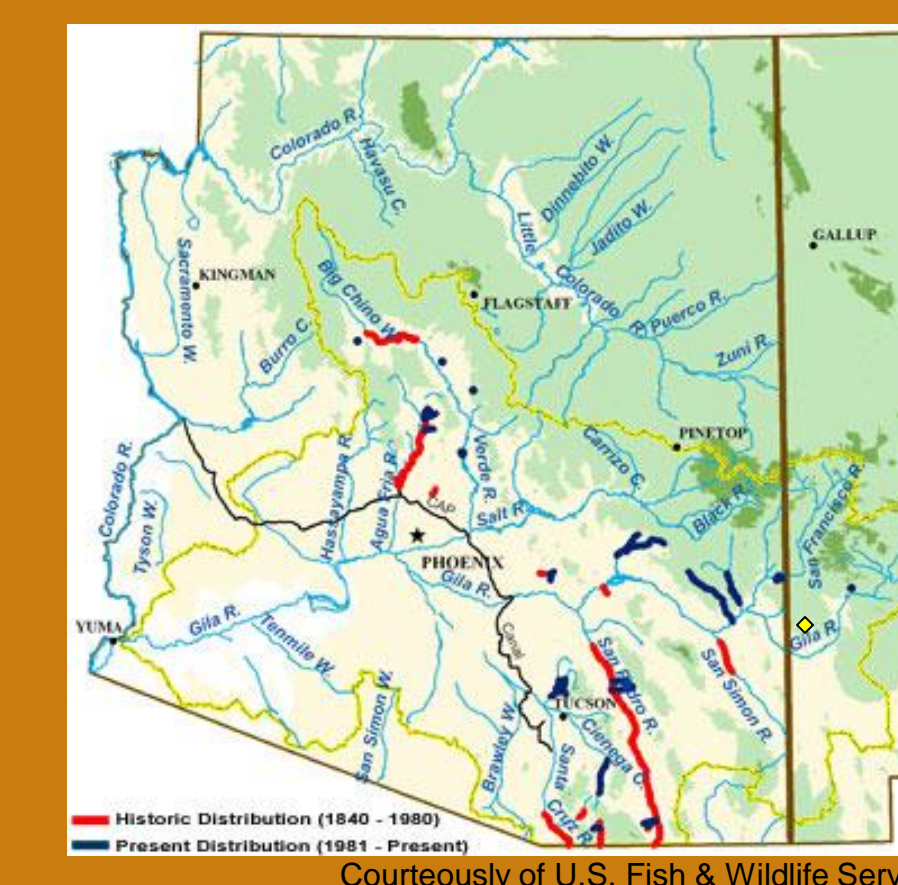 Colorado R.
Havasu C.
Dinnebito W.
Jadito W.
Little
Colorado
R.
GALLUP
Sacramento W.
KINGMAN
Big Chino W.
FLAGSTAFF
Puerco R.
Burro C.
Zuni R.
Colorado R.
Tyson W.
Hassayampa R.
Agua Fria R.
Verde R.
Carrizo C.
PINETOP
CAP
Salt R.
Black R.
San Francisco R.
PHOENIX
Gila R.
YUMA
Gila R.
Tenmile W.
Canal
San Pedro R.
San Simon R.
Gila R.
San Simon W.
Brawley W.
TUCSON
Cienega C.
Santa
Cruz R.
Historic Distribution (1840 - 1980)
Present Distribution (1981 - Present)
Courteously of U.S. Fish & Wildlife Serv